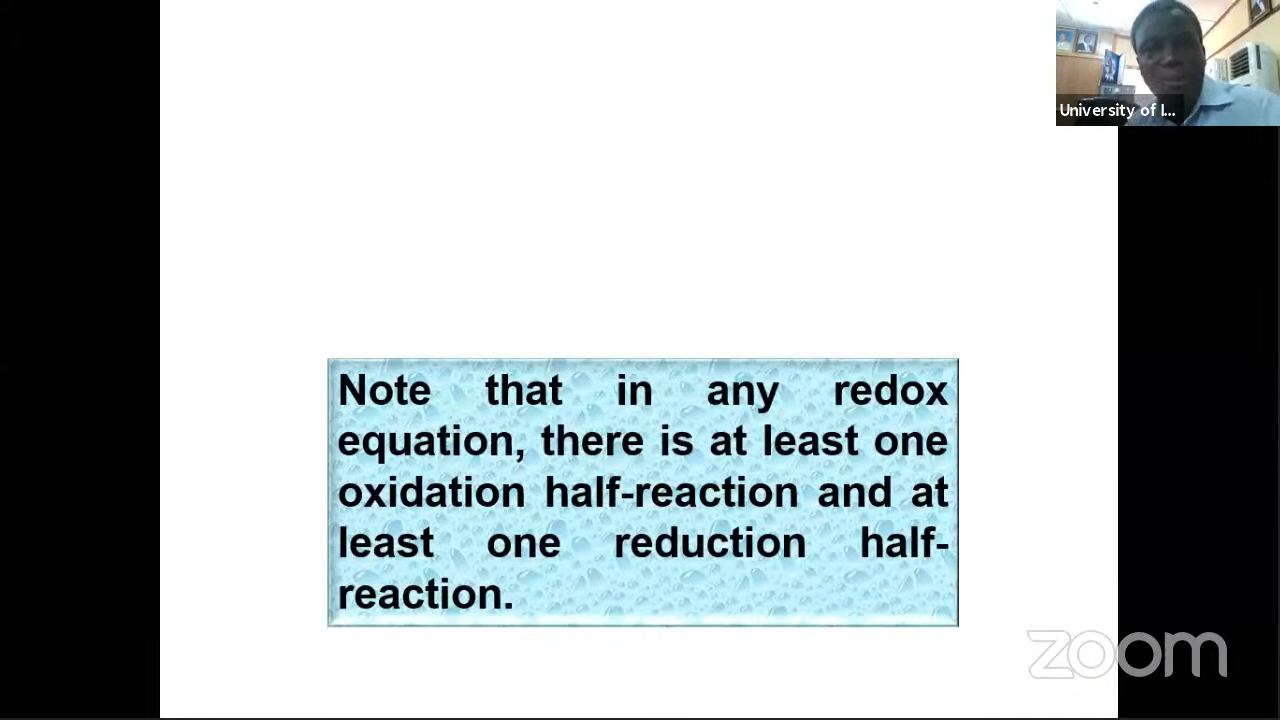 University of I...
Note that in any redox
equation, there is at least one
oxidation half-reaction and at
least one reduction half-
reaction.
zoom